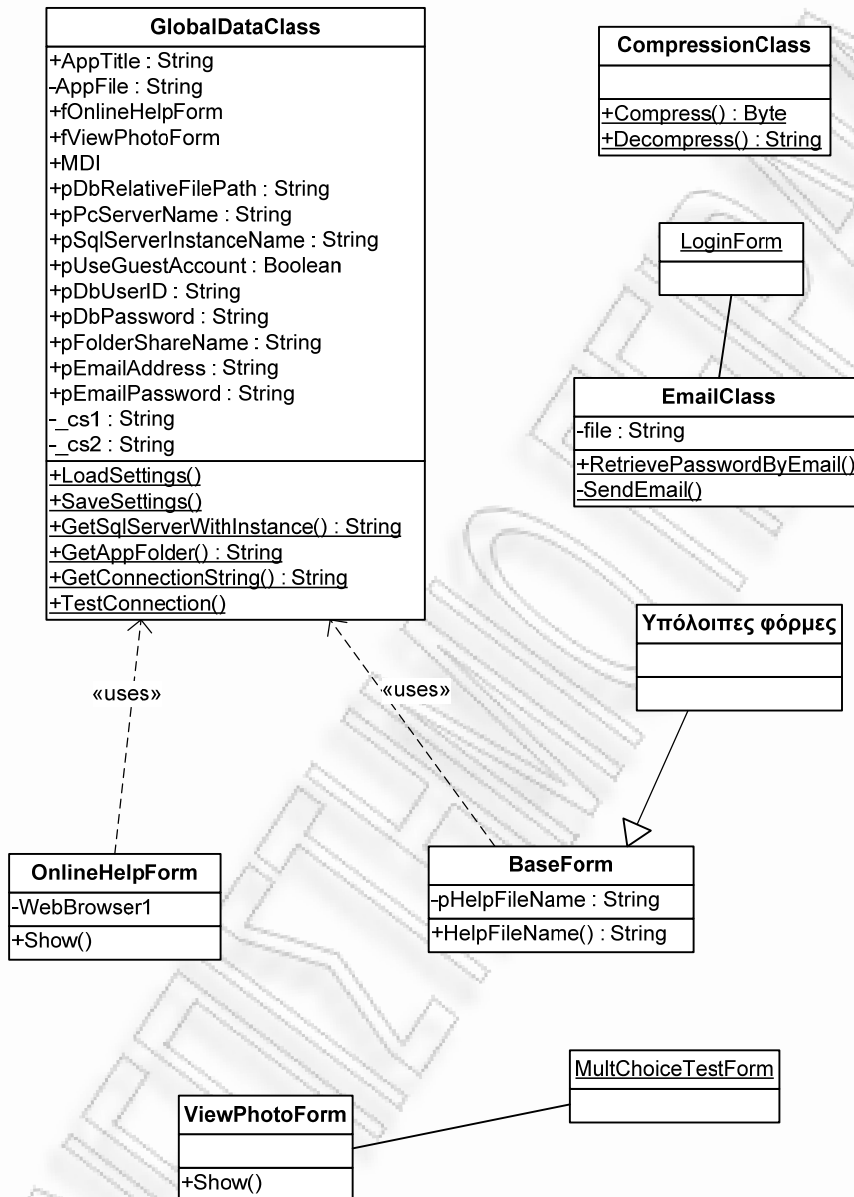 GlobalDataClass
+AppTitle : String
-AppFile : String
+fOnlineHelpForm
+fViewPhotoForm
+MDI
+pDbRelativeFilePath : String
+pPcServerName : String
+pSqlServerInstanceName : String
+pUseGuestAccount : Boolean
+pDbUserID : String
+pDbPassword : String
+pFolderShareName : String
+pEmailAddress : String
+pEmailPassword : String
-_cs1 : String
-_cs2 : String
+LoadSettings()
+SaveSettings()
+GetSqlServerWithInstance() : String
+GetAppFolder() : String
+GetConnectionString() : String
+TestConnection()
CompressionClass
+Compress() : Byte
+Decompress() : String
LoginForm
EmailClass
-file : String
+RetrievePasswordByEmail()
-SendEmail()
Υπόλοιπες φόρμες
«uses»
«uses»
OnlineHelpForm
-WebBrowser1
+Show()
BaseForm
-pHelpFileName : String
+HelpFileName() : String
MultChoiceTestForm
ViewPhotoForm
+Show()